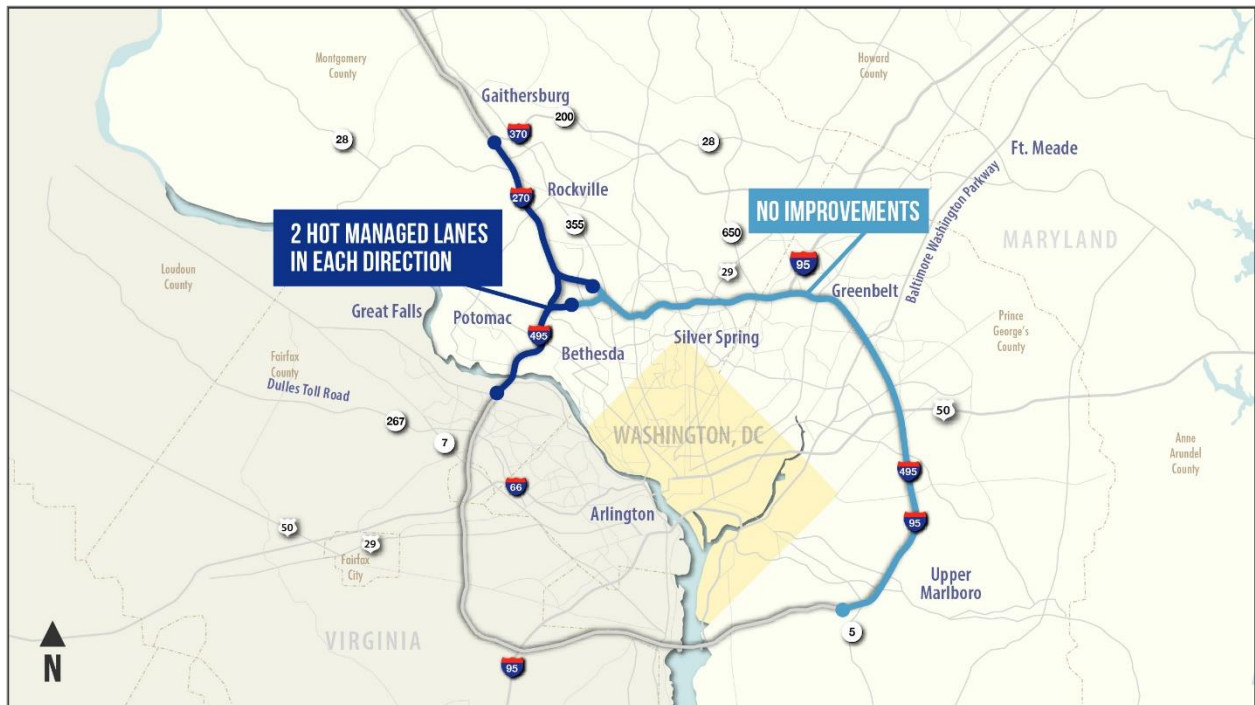 Montgomery
County
Howard
County
Gaithersburg
370
200
28
28
Ft. Meade
270
Rockville
NO IMPROVEMENTS
Baltimore Washington Parkway
2 HOT MANAGED LANES
IN EACH DIRECTION
355
650
MARYLAND
29
95
Loudoun
County
Great Falls
Potomac
Greenbelt
495
Silver Spring
Prince
George's
County
Bethesda
Fairfax
County
Dulles Toll Road
267
7
50
WASHINGTON, DC
Anne
Arundel
County
66
495
Arlington
50
29
95
Fairfax
City
Upper
Marlboro
5
VIRGINIA
95
N